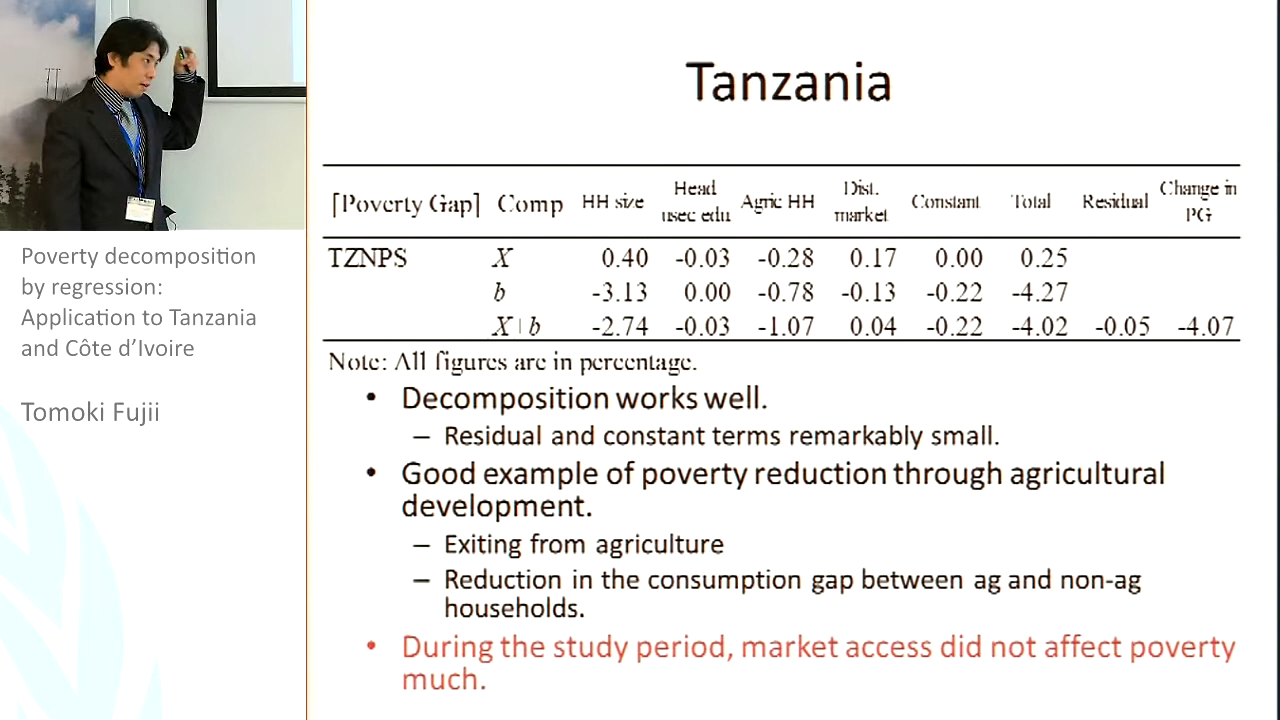 Tanzania
[Poverty Gap] Comp HH size Head usec edu Agric HH Dist. market Constant Total Residual Change in PG
TZNPS X 0.40 -0.03 -0.28 0.17 0.00 0.25
b -3.13 0.00 -0.78 -0.13 -0.22 -4.27
X+b -2.74 -0.03 -1.07 0.04 -0.22 -4.02 -0.05 -4.07
Note: All figures are in percentage.
• Decomposition works well.
– Residual and constant terms remarkably small.
• Good example of poverty reduction through agricultural
development.
– Exiting from agriculture
– Reduction in the consumption gap between ag and non-ag
households.
• During the study period, market access did not affect poverty
much.
Poverty decomposition
by regression:
Application to Tanzania
and Côte d’Ivoire
Tomoki Fujii